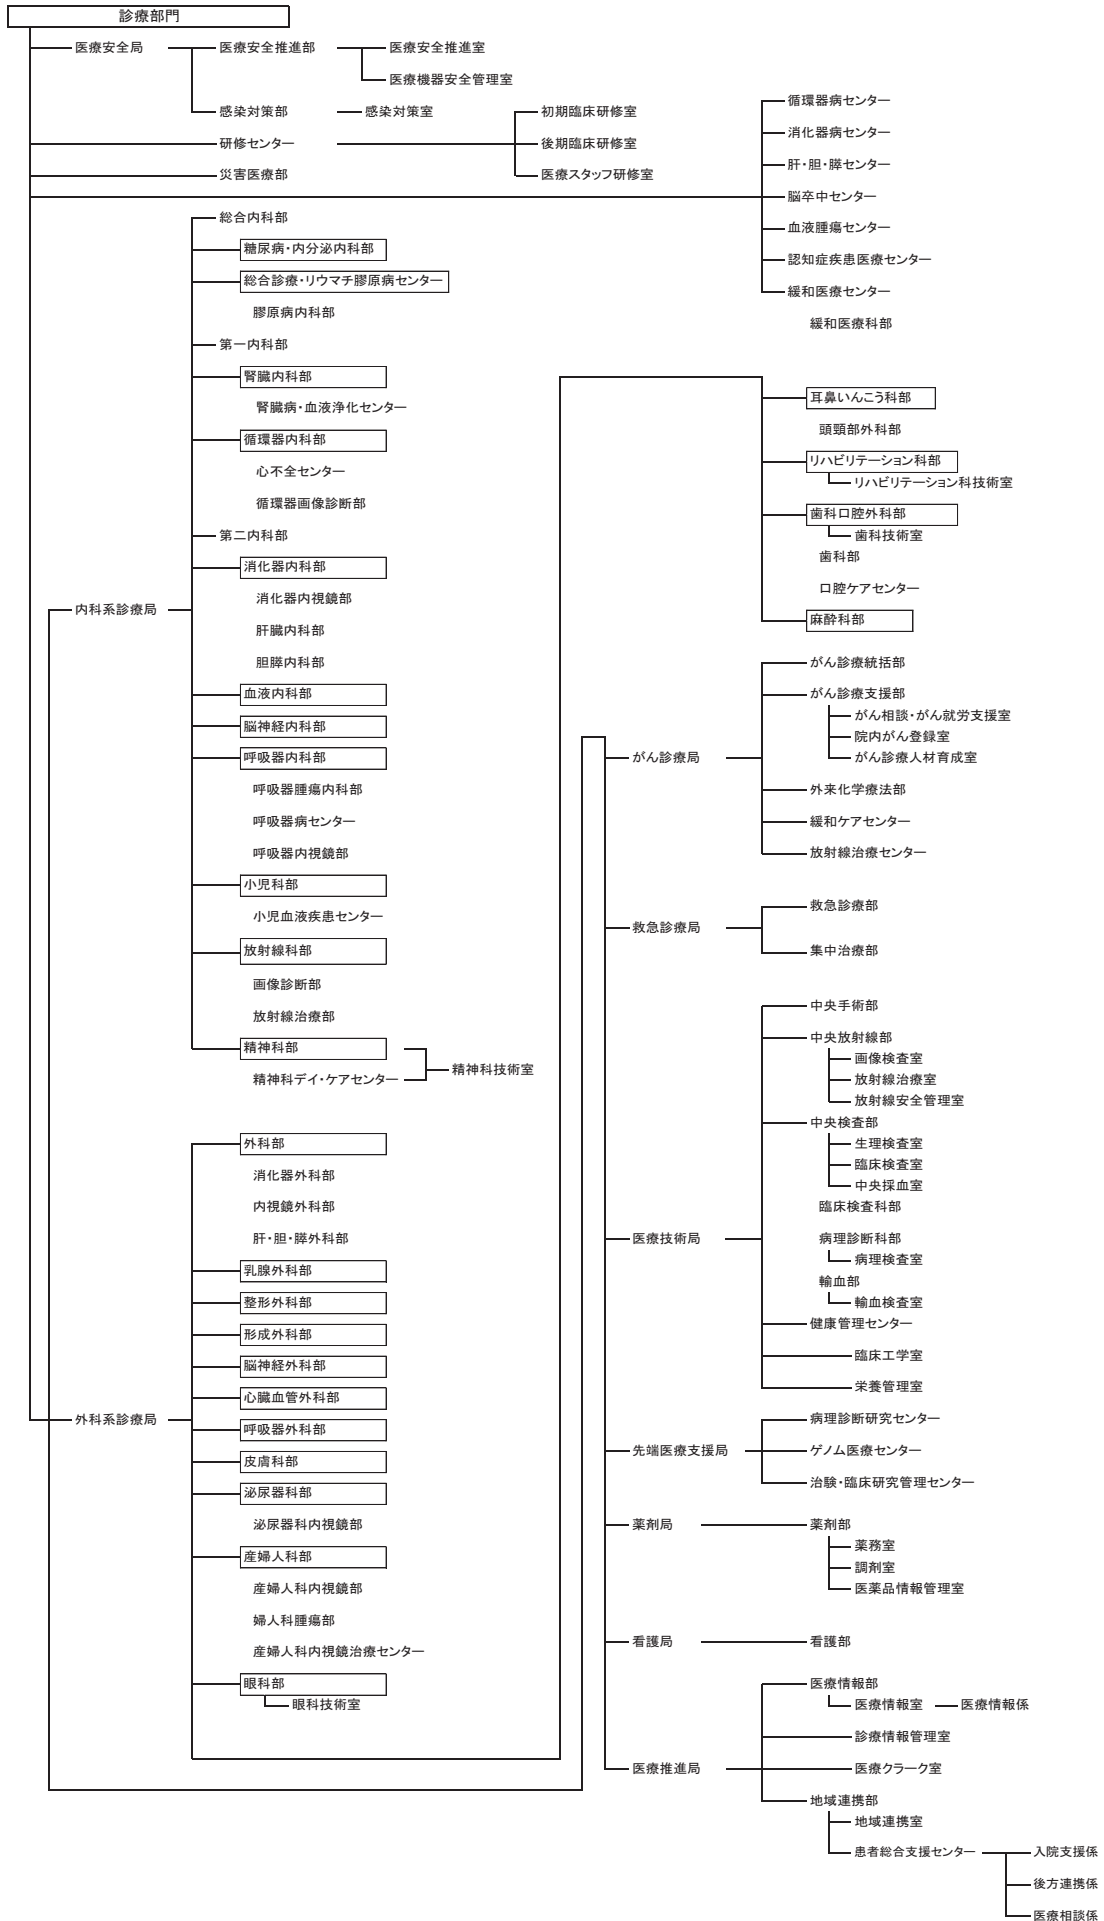 診療部門
医療安全局
医療安全推進部
医療安全推進室
医療機器安全管理室
感染対策部
感染対策室
研修センター
初期臨床研修室
後期臨床研修室
医療スタッフ研修室
災害医療部
循環器病センター
消化器病センター
肝・胆・膵センター
脳卒中センター
血液腫瘍センター
認知症疾患医療センター
緩和医療センター
緩和医療科部
内科系診療局
総合内科部
糖尿病・内分泌内科部
総合診療・リウマチ膠原病センター
膠原病内科部
第一内科部
腎臓内科部
腎臓病・血液浄化センター
循環器内科部
心不全センター
循環器画像診断部
第二内科部
消化器内科部
消化器内視鏡部
肝臓内科部
胆膵内科部
血液内科部
脳神経内科部
呼吸器内科部
呼吸器腫瘍内科部
呼吸器病センター
呼吸器内視鏡部
小児科部
小児血液疾患センター
放射線科部
画像診断部
放射線治療部
精神科部
精神科デイ・ケアセンター
精神科技術室
外科系診療局
外科部
消化器外科部
内視鏡外科部
肝・胆・膵外科部
乳腺外科部
整形外科部
形成外科部
脳神経外科部
心臓血管外科部
呼吸器外科部
皮膚科部
泌尿器科部
泌尿器科内視鏡部
産婦人科部
産婦人科内視鏡部
婦人科腫瘍部
産婦人科内視鏡治療センター
眼科部
眼科技術室
耳鼻いんこう科部
頭頸部外科部
リハビリテーション科部
リハビリテーション科技術室
歯科口腔外科部
歯科技術室
歯科部
口腔ケアセンター
麻酔科部
がん診療局
がん診療統括部
がん診療支援部
がん相談・がん就労支援室
院内がん登録室
がん診療人材育成室
外来化学療法部
緩和ケアセンター
放射線治療センター
救急診療局
救急診療部
集中治療部
医療技術局
中央手術部
中央放射線部
画像検査室
放射線治療室
放射線安全管理室
中央検査部
生理検査室
臨床検査室
中央採血室
臨床検査科部
病理診断科部
病理検査室
輸血部
輸血検査室
健康管理センター
臨床工学室
栄養管理室
先端医療支援局
病理診断研究センター
ゲノム医療センター
治験・臨床研究管理センター
薬剤局
薬剤部
薬務室
調剤室
医薬品情報管理室
看護局
看護部
医療推進局
医療情報部
医療情報室
医療情報係
診療情報管理室
医療クラーク室
地域連携部
地域連携室
患者総合支援センター
入院支援係
後方連携係
医療相談係